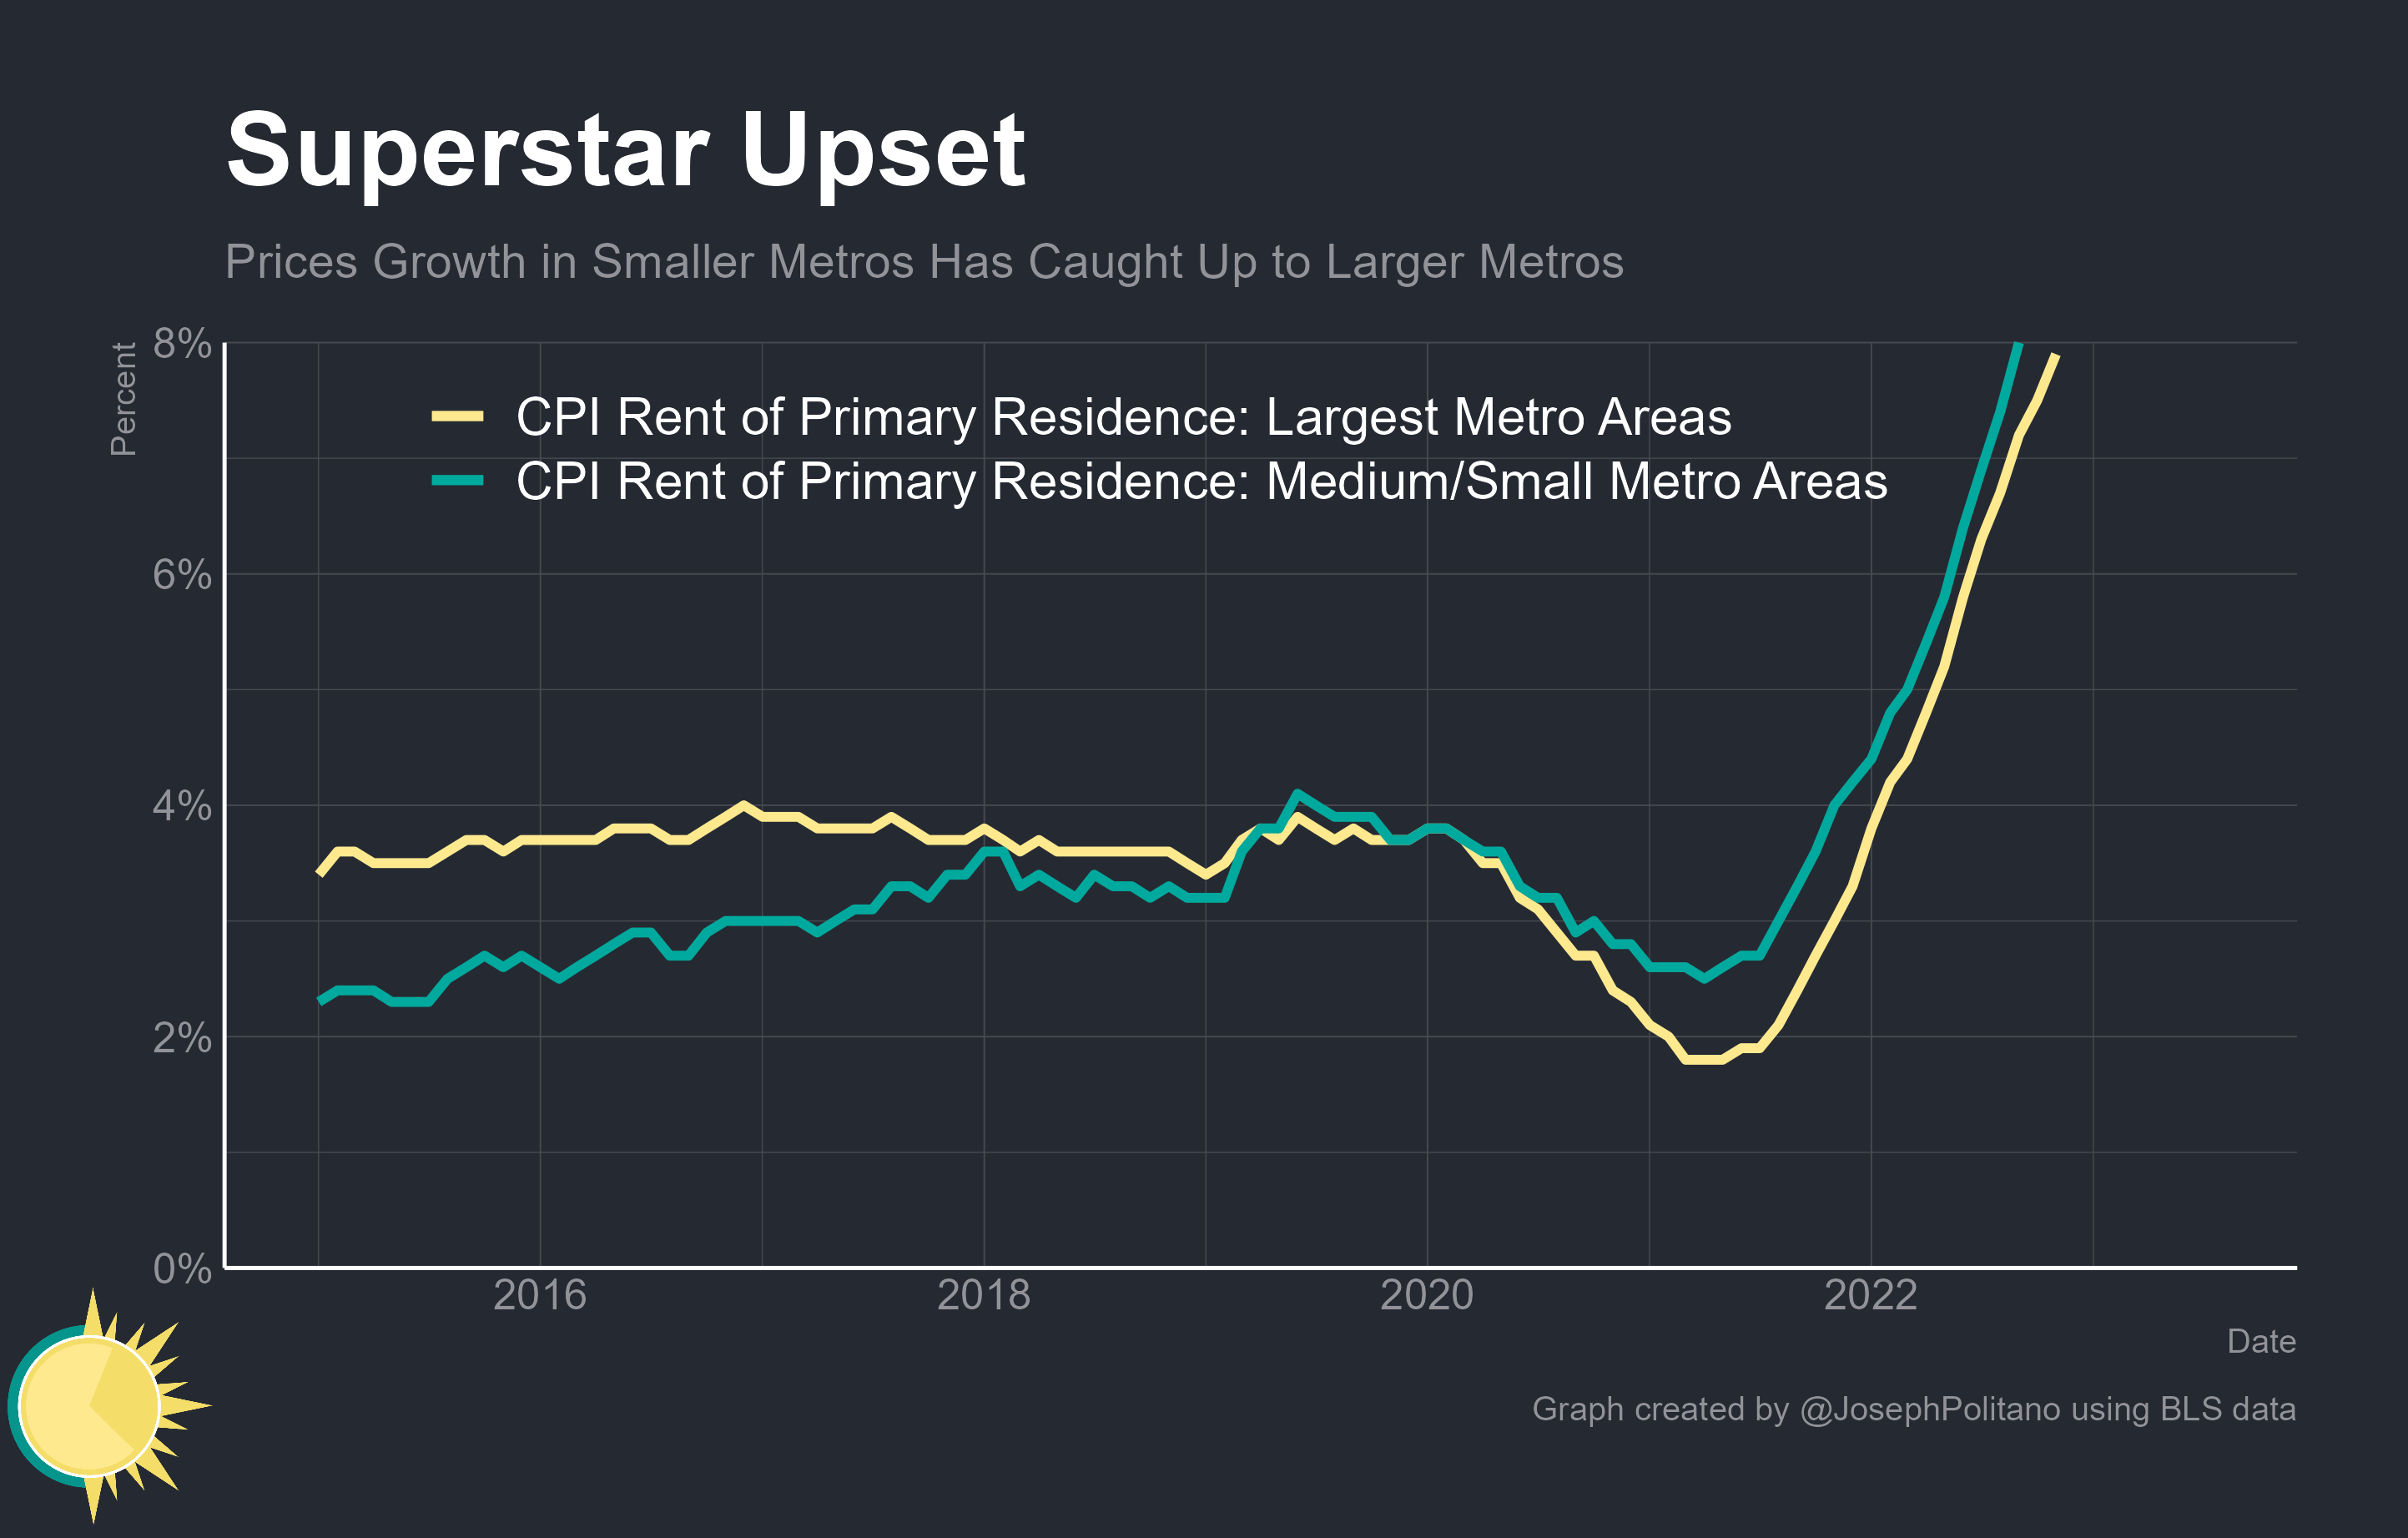 Superstar Upset
Prices Growth in Smaller Metros Has Caught Up to Larger Metros
Percent
8%
CPI Rent of Primary Residence: Largest Metro Areas
CPI Rent of Primary Residence: Medium/Small Metro Areas
6%
4%
2%
0%
2016 2018 2020 2022
Date
Graph created by @JosephPolitano using BLS data